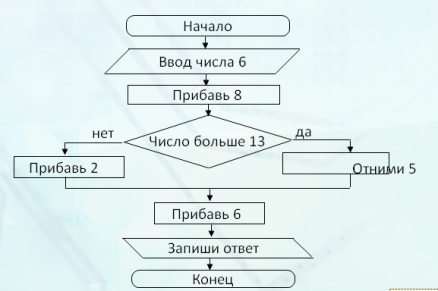 Начало
Ввод числа 6
Прибавь 8
нет
Число больше 13
да
Прибавь 2
Отними 5
Прибавь 6
Запиши ответ
Конец